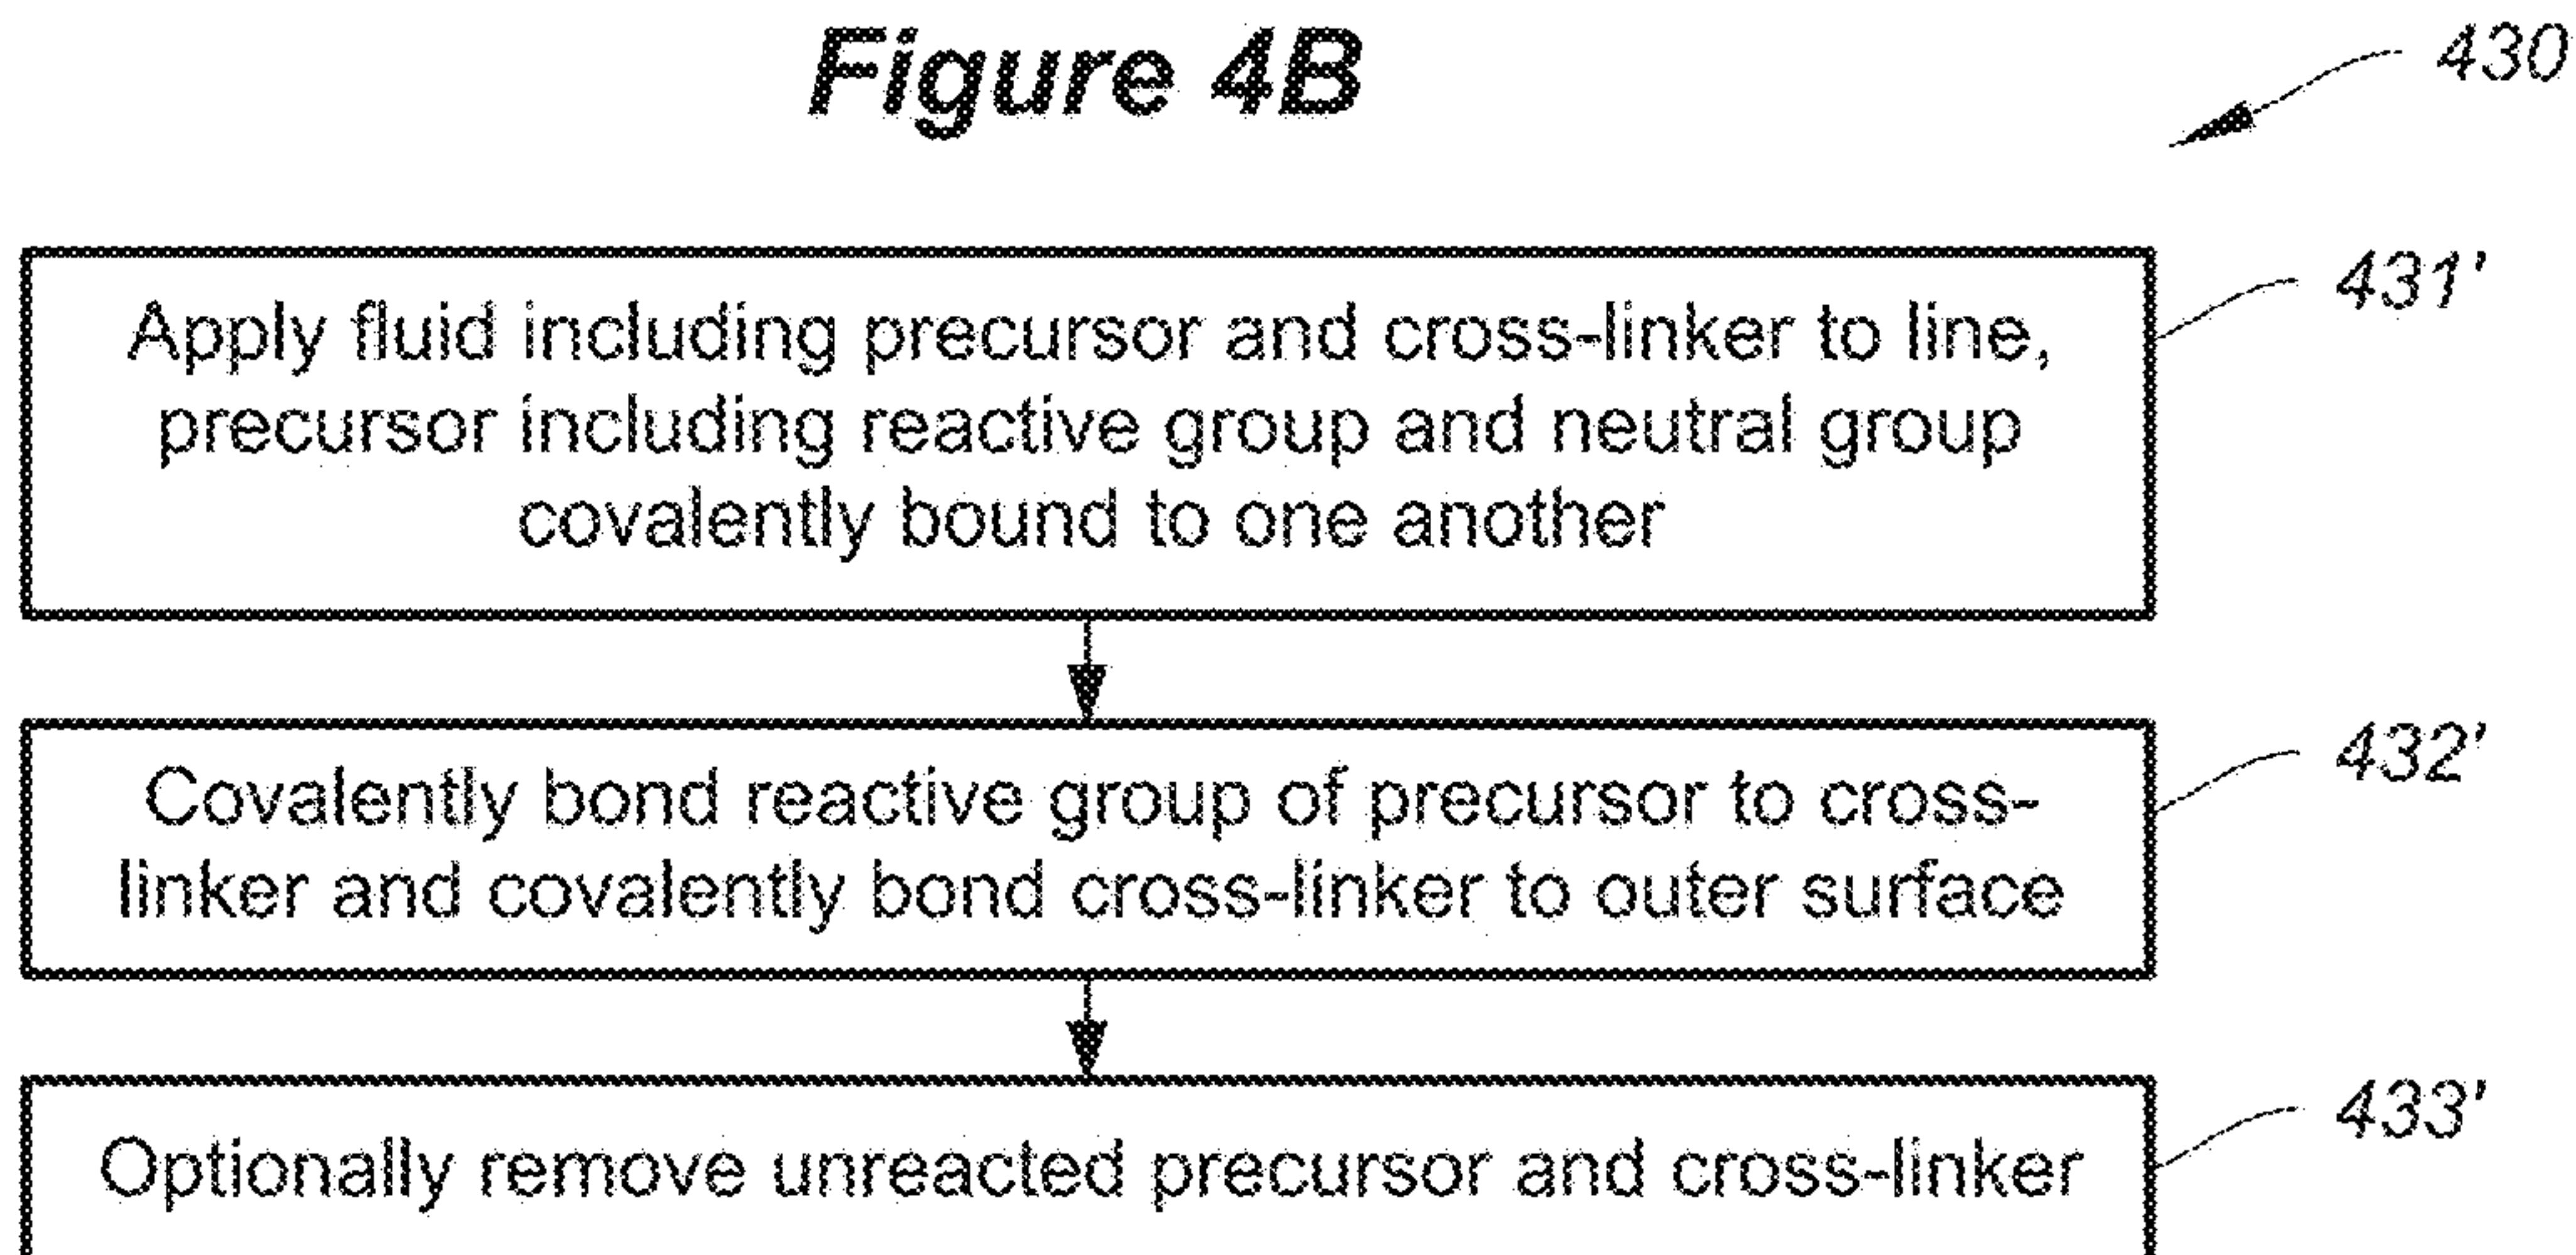 Figure 4B
430
431'
Apply fluid including precursor and cross-linker to line,
precursor including reactive group and neutral group
covalently bound to one another
432'
Covalently bond reactive group of precursor to cross-
linker and covalently bond cross-linker to outer surface
433'
Optionally remove unreacted precursor and cross-linker